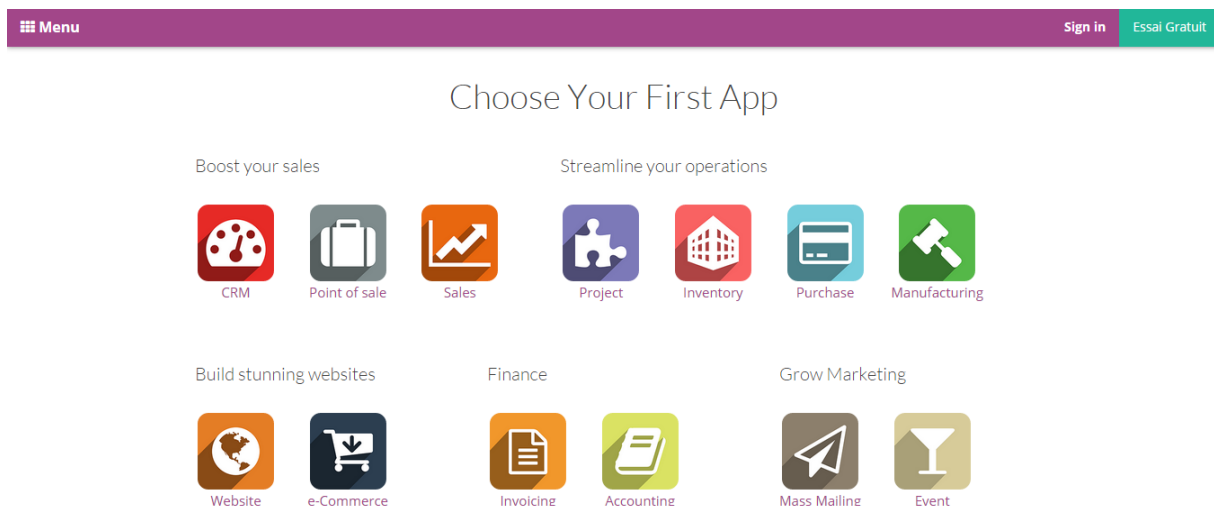 Menu
Sign in
Essai Gratuit
Choose Your First App
Boost your sales
Streamline your operations
CRM
Point of sale
Sales
Project
Inventory
Purchase
Manufacturing
Build stunning websites
Finance
Grow Marketing
Website
e-Commerce
Invoicing
Accounting
Mass Mailing
Event